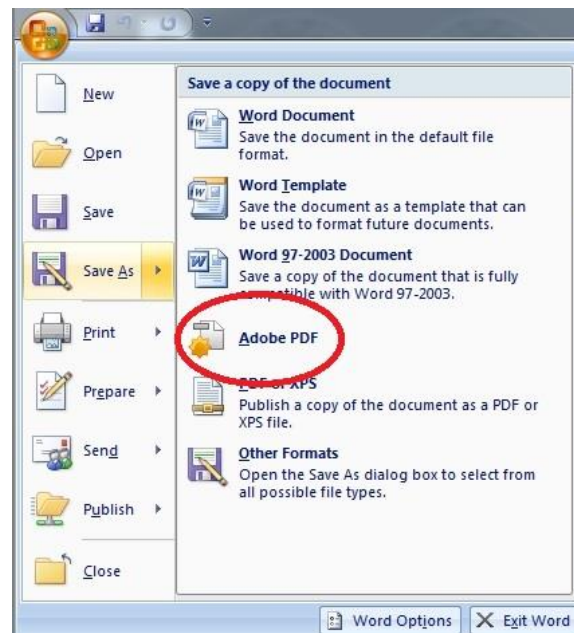 New
Open
Save
Save As
Print
Prepare
Send
Publish
Close
Save a copy of the document
Word Document
Save the document in the default file
format.
Word Template
Save the document as a template that can
be used to format future documents.
Word 97-2003 Document
Save a copy of the document that is fully
compatible with Word 97-2003.
Adobe PDF
PDF or XPS
Publish a copy of the document as a PDF or
XPS file.
Other Formats
Open the Save As dialog box to select from
all possible file types.
Word Options
Exit Word